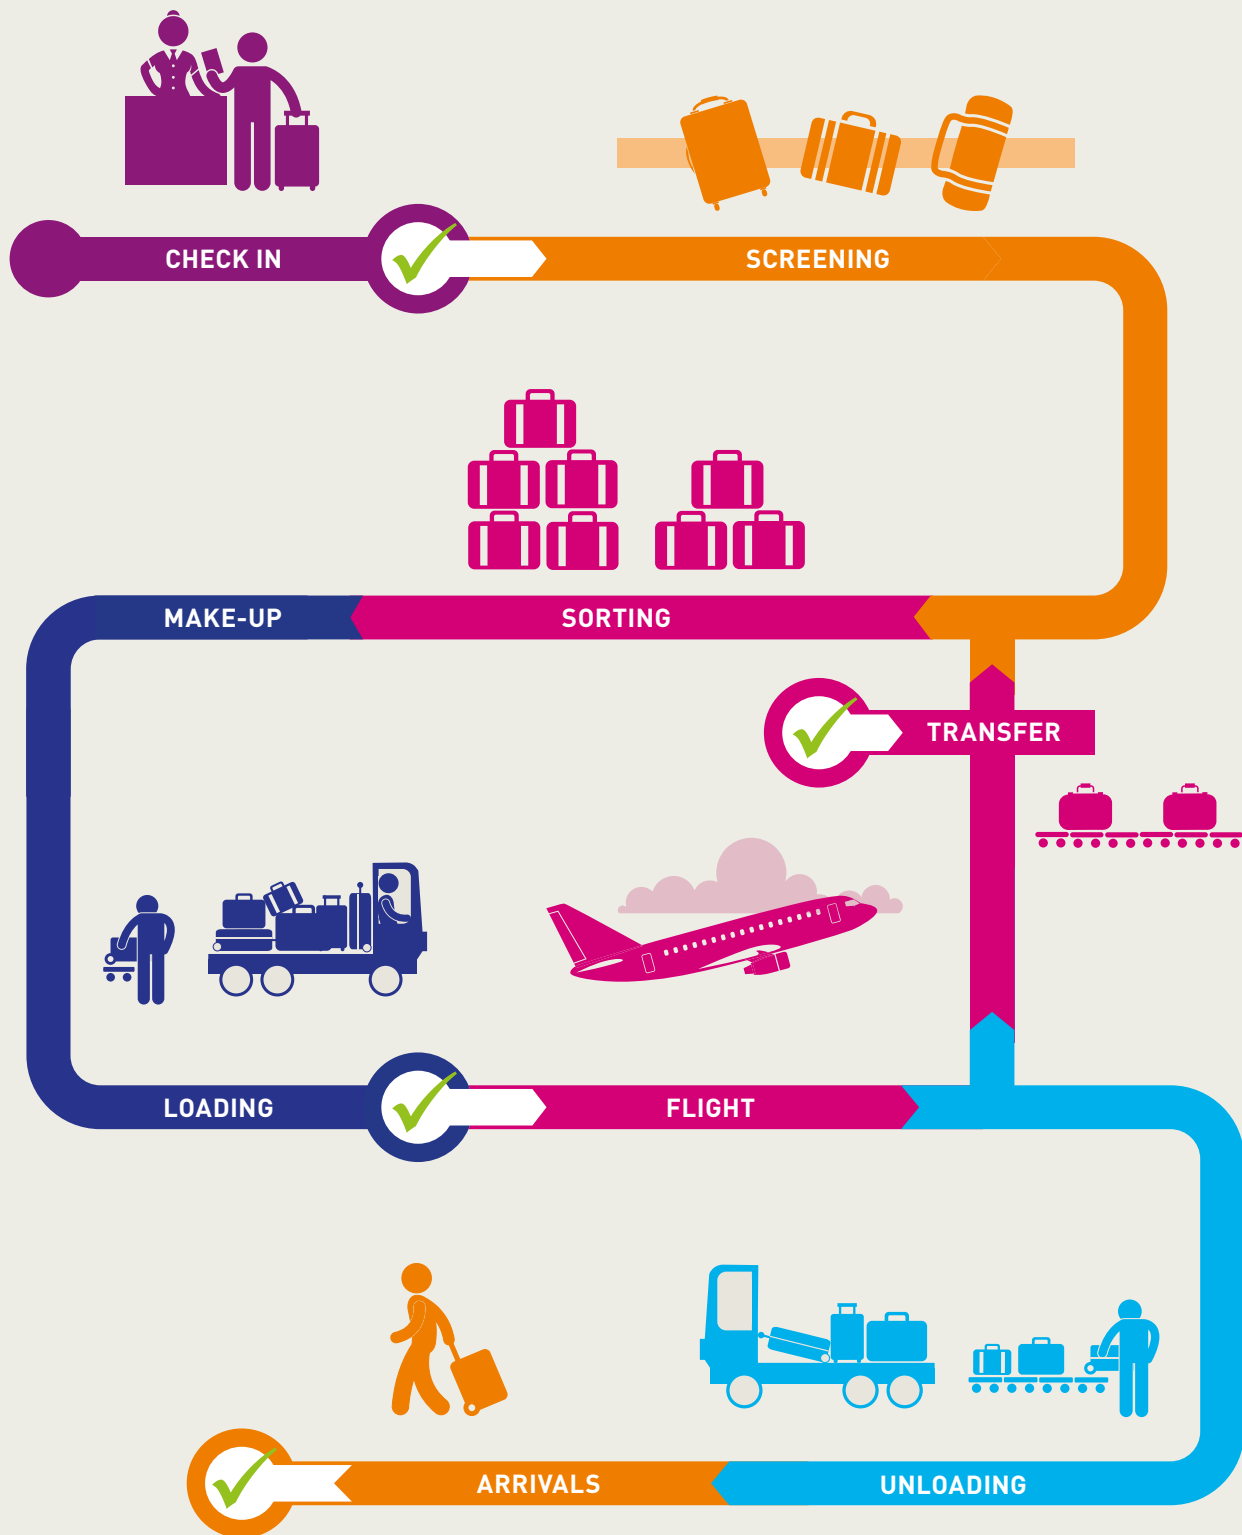 CHECK IN
SCREENING
MAKE-UP
SORTING
TRANSFER
LOADING
FLIGHT
ARRIVALS
UNLOADING